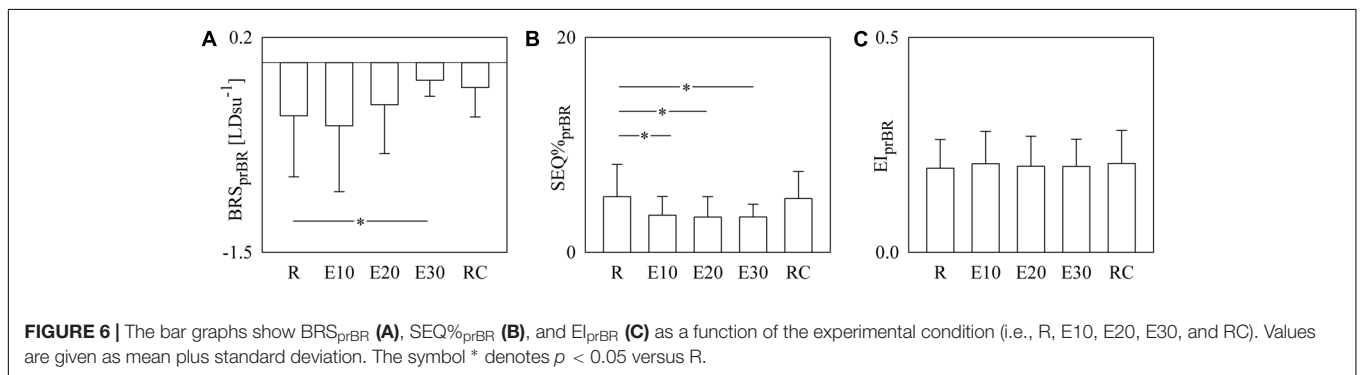 A
0.2
BRSprBR [LDsu-1]
-1.5
*
R E10 E20 E30 RC
B
20
SEQ%prBR
0
*
*
*
R E10 E20 E30 RC
C
0.5
EIprBR
0.0
R E10 E20 E30 RC
FIGURE 6 | The bar graphs show BRSprBR (A), SEQ%prBR (B), and EIprBR (C) as a function of the experimental condition (i.e., R, E10, E20, E30, and RC). Values
are given as mean plus standard deviation. The symbol * denotes p < 0.05 versus R.